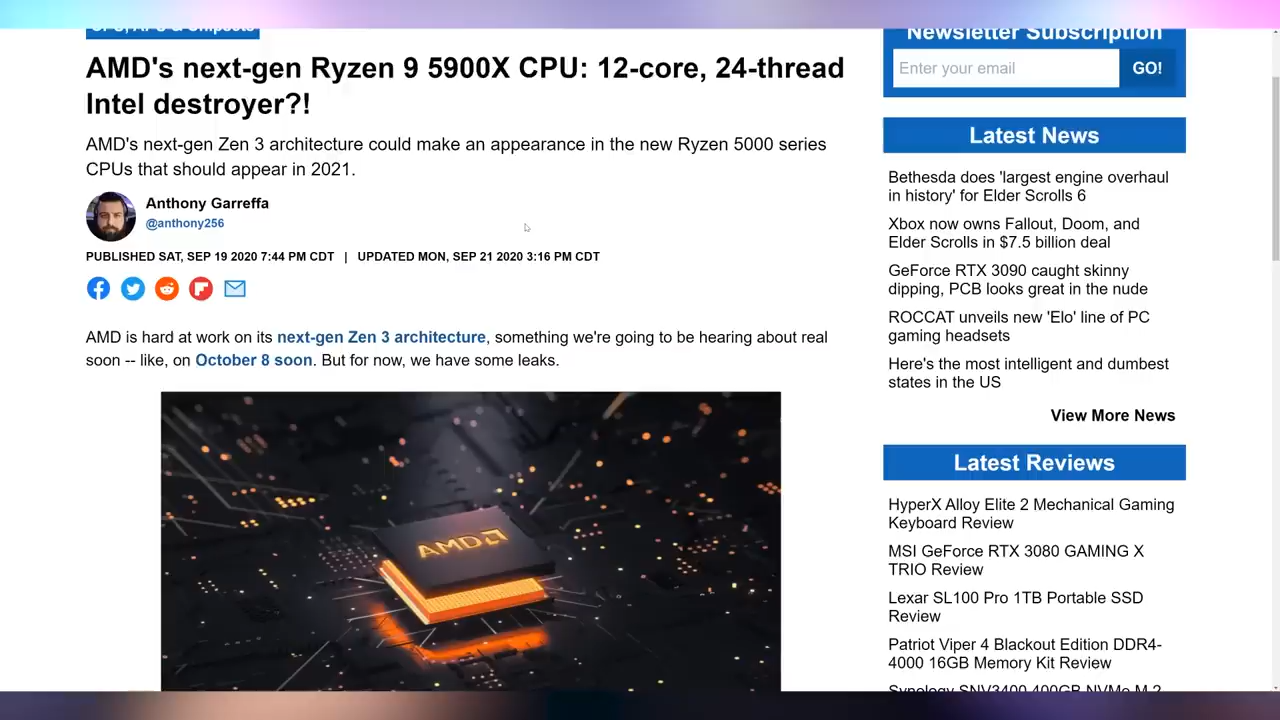 CPU, APU & Chipsets
AMD's next-gen Ryzen 9 5900X CPU: 12-core, 24-thread
Intel destroyer?!
AMD's next-gen Zen 3 architecture could make an appearance in the new Ryzen 5000 series
CPUs that should appear in 2021.
Anthony Garreffa
@anthony256
PUBLISHED SAT, SEP 19 2020 7:44 PM CDT | UPDATED MON, SEP 21 2020 3:16 PM CDT
AMD is hard at work on its next-gen Zen 3 architecture, something we're going to be hearing about real
soon -- like, on October 8 soon. But for now, we have some leaks.
AMD
Newsletter Subscription
Enter your email
GO!
Latest News
Bethesda does 'largest engine overhaul
in history' for Elder Scrolls 6
Xbox now owns Fallout, Doom, and
Elder Scrolls in $7.5 billion deal
GeForce RTX 3090 caught skinny
dipping, PCB looks great in the nude
ROCCAT unveils new 'Elo' line of PC
gaming headsets
Here's the most intelligent and dumbest
states in the US
View More News
Latest Reviews
HyperX Alloy Elite 2 Mechanical Gaming
Keyboard Review
MSI GeForce RTX 3080 GAMING X
TRIO Review
Lexar SL100 Pro 1TB Portable SSD
Review
Patriot Viper 4 Blackout Edition DDR4-
4000 16GB Memory Kit Review
Synology SNV3400 400GB NVMe M.2